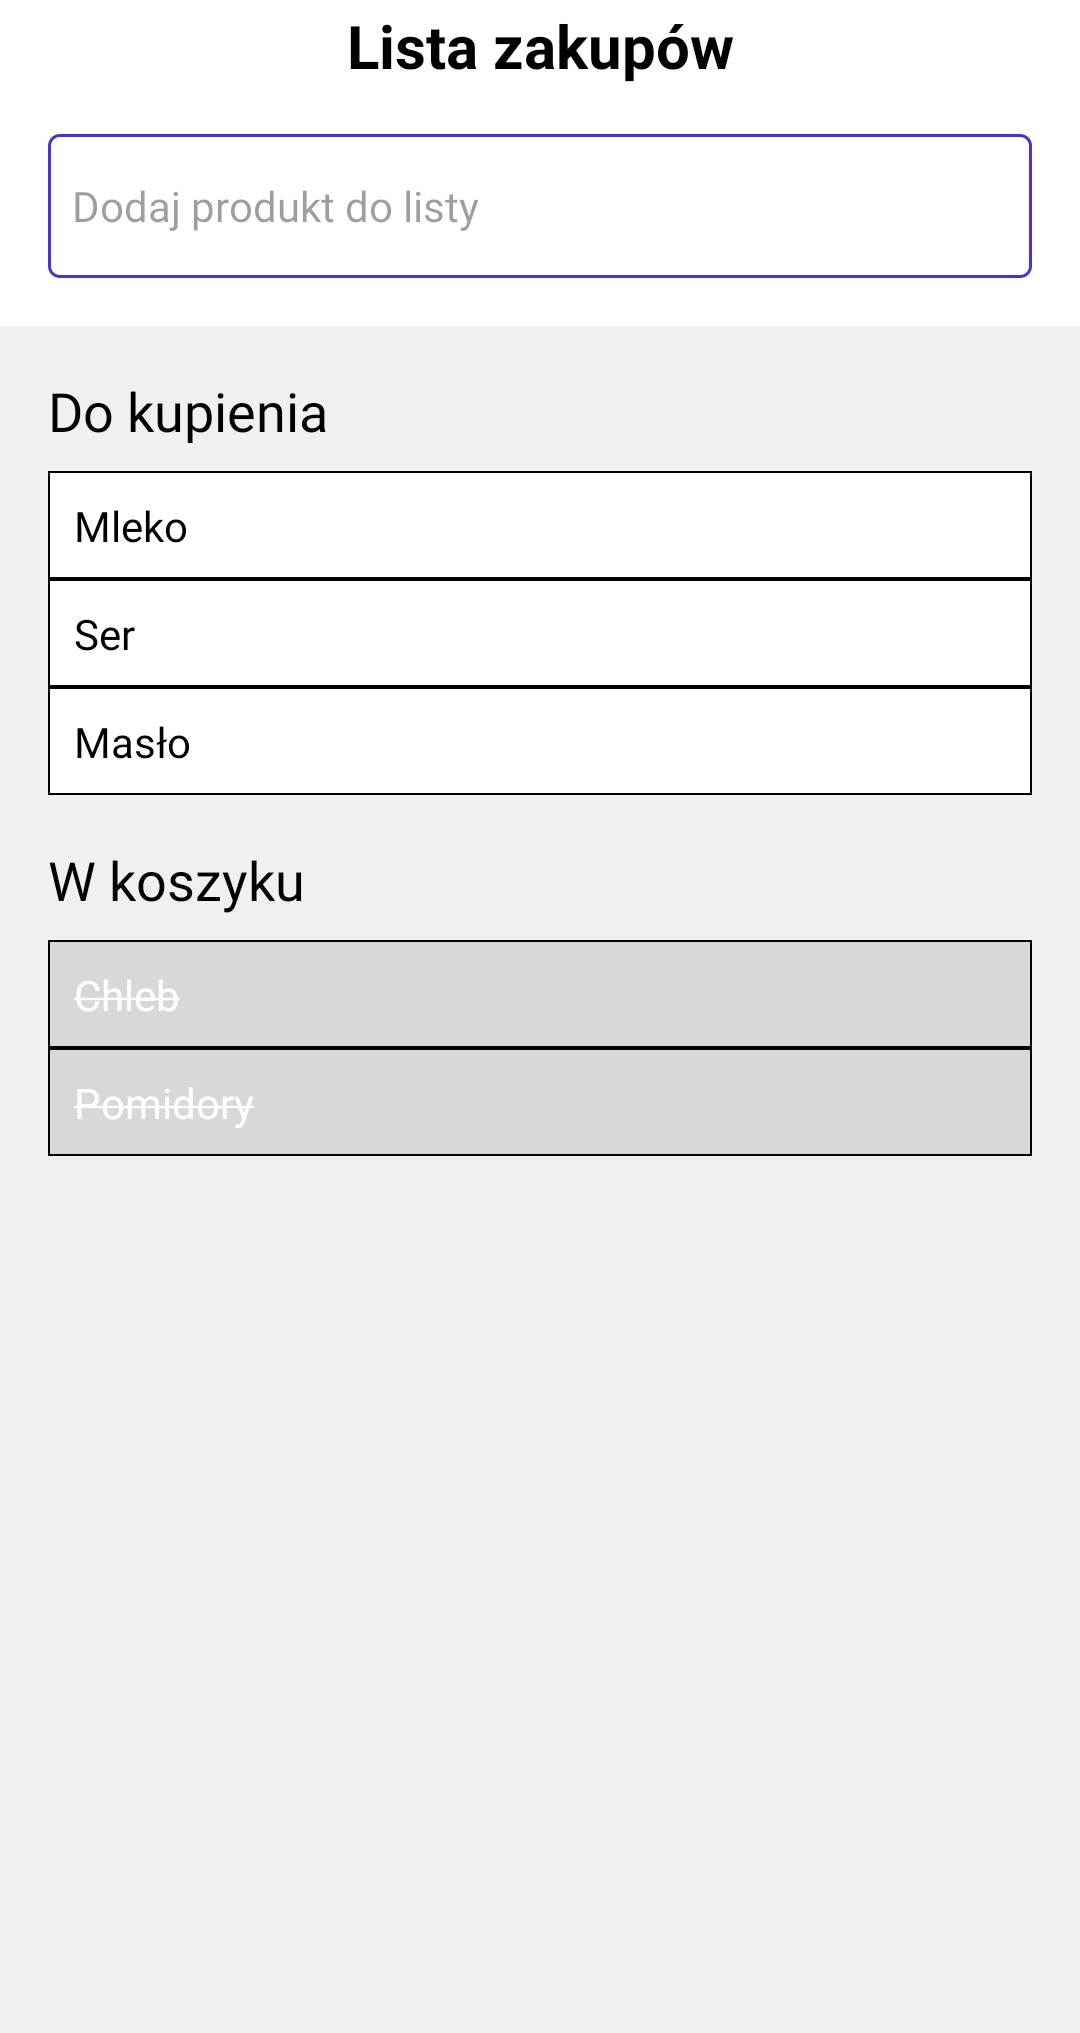 Lista zakupów
Dodaj produkt do listy
Do kupienia
Mleko
Ser
Masło
W koszyku
Chleb
Pomidory